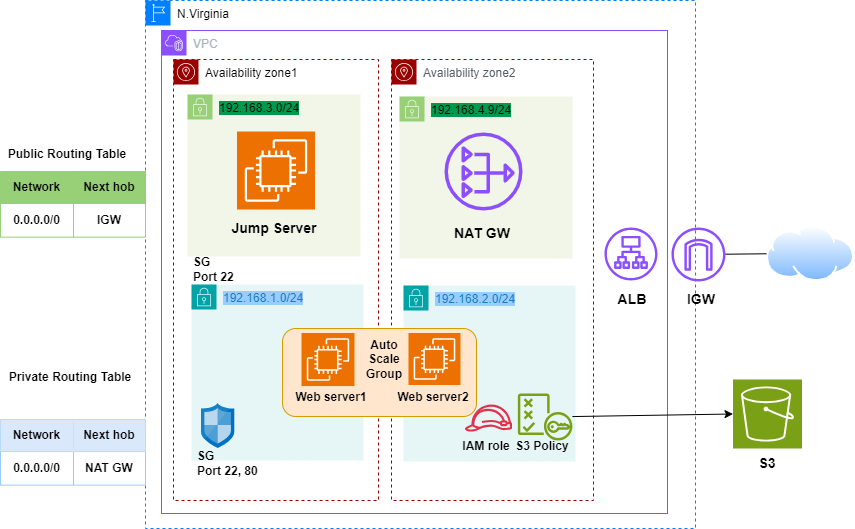 N.Virginia
VPC
Availability zone1
Availability zone2
192.168.3.0/24
192.168.4.9/24
Jump Server
NAT GW
Public Routing Table
Network Next hob
0.0.0.0/0 IGW
SG
Port 22
ALB
IGW
192.168.1.0/24
192.168.2.0/24
Auto
Scale
Group
Web server1
Web server2
Private Routing Table
Network Next hob
0.0.0.0/0 NAT GW
SG
Port 22, 80
IAM role
S3 Policy
S3